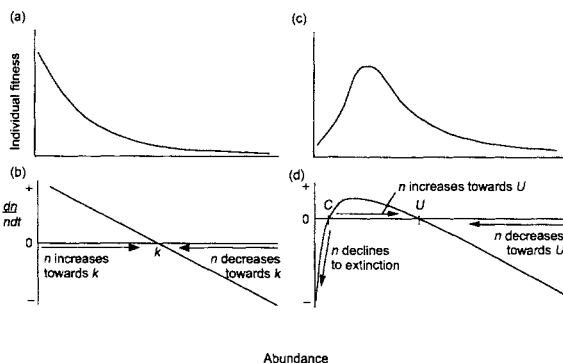 (a)
Individual fitness
(c)
(b)
+
dn
ndt
0
–
k
n increases
towards k
n decreases
towards k
(d)
+
0
–
C
U
n increases towards U
n declines
to extinction
n decreases
towards U
Abundance